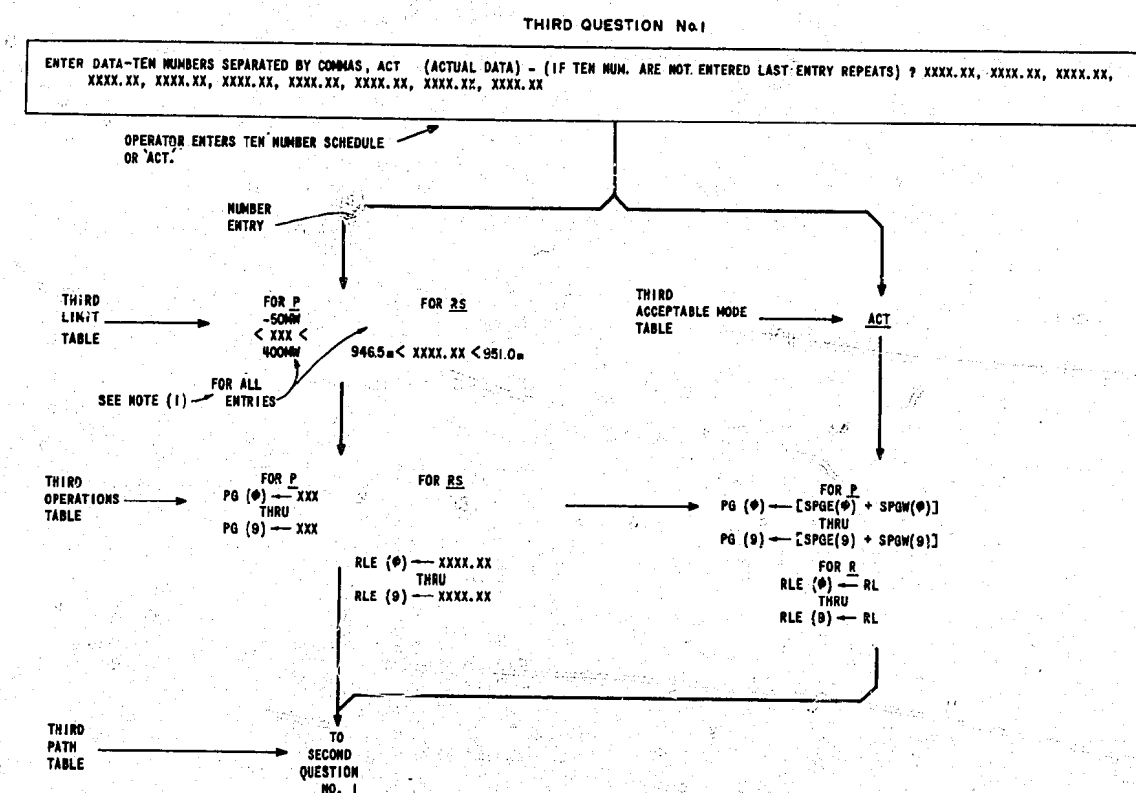 THIRD QUESTION No.1
ENTER DATA-TEN NUMBERS SEPARATED BY COMMAS, ACT (ACTUAL DATA) - (IF TEN NUM. ARE NOT ENTERED LAST ENTRY REPEATS) ? XXXX.XX, XXXX.XX, XXXX.XX,
XXXX.XX, XXXX.XX, XXXX.XX, XXXX.XX, XXXX.XX, XXXX.XX, XXXX.XX
OPERATOR ENTERS TEN NUMBER SCHEDULE
OR 'ACT.'
NUMBER
ENTRY
THIRD
LIMIT
TABLE
FOR P
-50MW
< XXX <
400MW
FOR RS
946.5m < XXXX.XX < 951.0m
SEE NOTE (1)
FOR ALL
ENTRIES
THIRD
ACCEPTABLE MODE
TABLE
ACT
THIRD
OPERATIONS
TABLE
FOR P
PG (Φ) ← XXX
THRU
PG (9) ← XXX
FOR RS
RLE (Φ) ← XXXX.XX
THRU
RLE (9) ← XXXX.XX
FOR P
PG (Φ) ← [SPGE(Φ) + SPGW(Φ)]
THRU
PG (9) ← [SPGE(9) + SPGW(9)]
FOR R
RLE (Φ) ← RL
THRU
RLE (9) ← RL
THIRD
PATH
TABLE
TO
SECOND
QUESTION
NO. 1